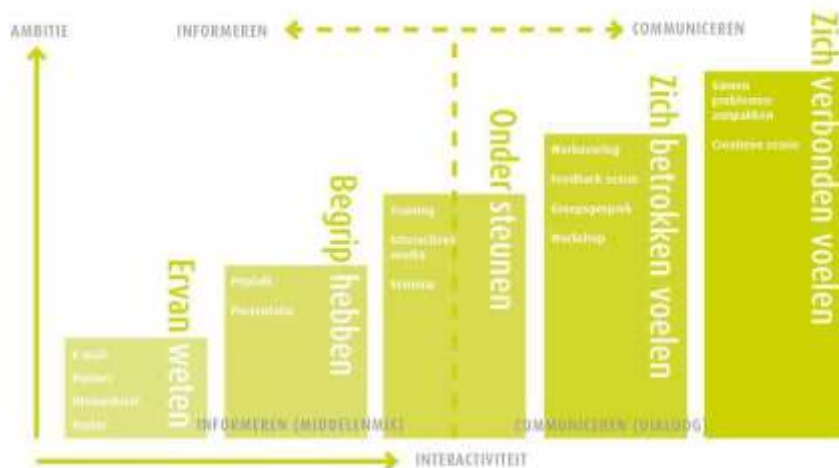 AMBITIE
INFORMEREN
COMMUNICEREN
Ervan weten
E-mail
Begrip hebben
Presentatie
Onder steunen
Training
Interactieve
media
Zich betrokken voelen
Werkoverleg
Feedback sessie
Groepsgesprek
Workshop
Zich verbonden voelen
Samen
problemen
aanpakken
Creatieve sessie
INFORMEREN (MIDDELENMIX)
COMMUNICEREN (DIALOOG)
INTERACTIVITEIT